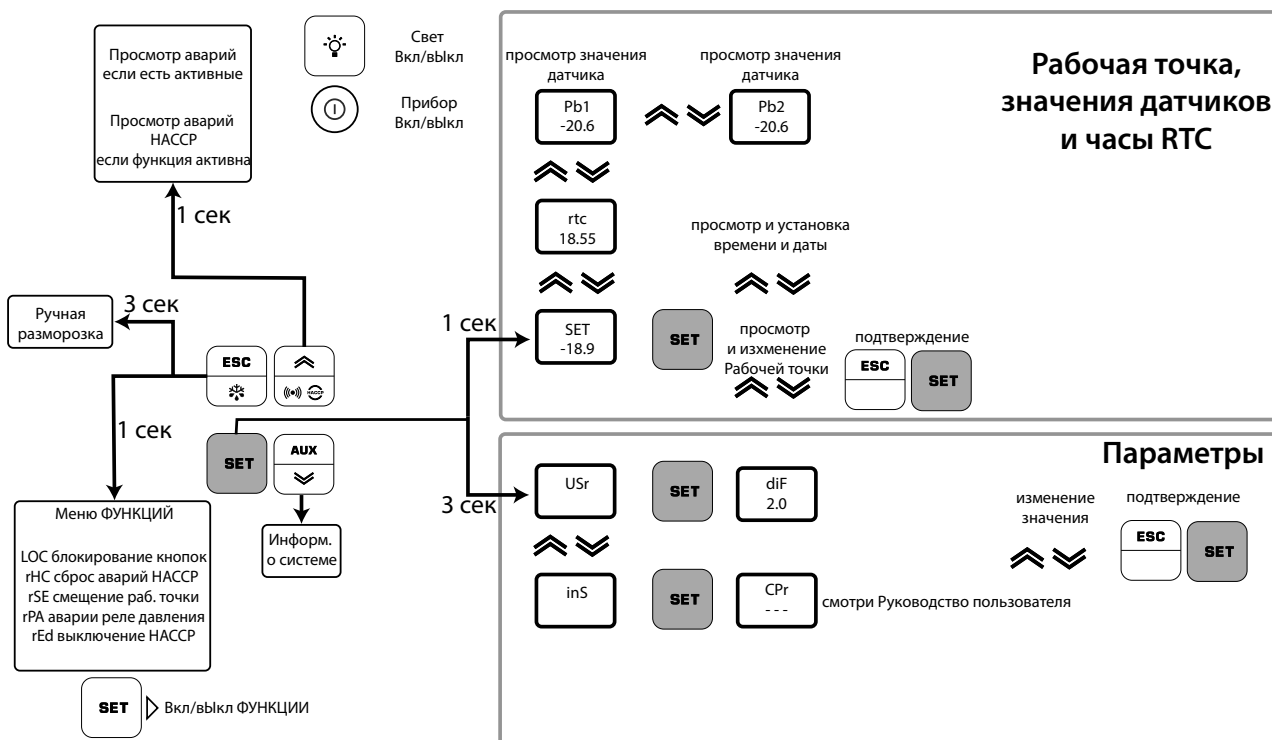 Просмотр аварий
если есть активные
Просмотр аварий
HACCP
если функция активна
Свет
Вкл/вЫкл
Прибор
Вкл/вЫкл
1 сек
3 сек
Ручная
разморозка
ESC
HACCP
1 сек
SET
AUX
Меню ФУНКЦИЙ
LOC блокирование кнопок
rHC сброс аварий HACCP
rSE смещение раб. точки
rPA аварии реле давления
rEd выключение HACCP
Информ.
о системе
SET
Вкл/вЫкл ФУНКЦИИ
1 сек
3 сек
Рабочая точка,
значения датчиков
и часы RTC
просмотр значения
датчика
просмотр значения
датчика
Pb1
-20.6
Pb2
-20.6
rtc
18.55
просмотр и установка
времени и даты
SET
-18.9
SET
просмотр
и изхменение
Рабочей точки
подтверждение
ESC
SET
Параметры
USr
SET
diF
2.0
изменение
значения
подтверждение
ESC
SET
inS
SET
CPr
- - -
смотри Руководство пользователя